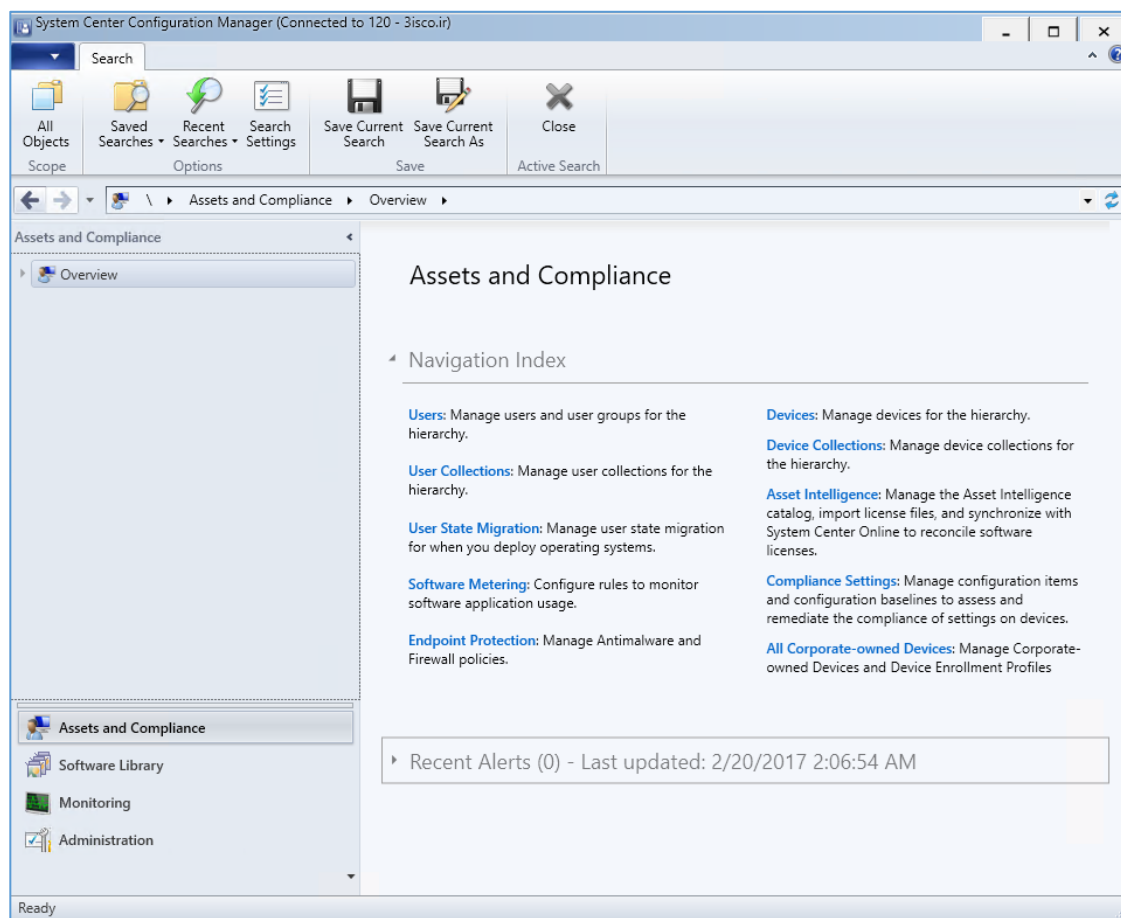 System Center Configuration Manager (Connected to 120 - 3isco.ir)
Search
All Objects
Saved Searches
Recent Searches
Search Settings
Save Current Search
Save Current Search As
Close
Scope
Options
Save
Active Search
\ Assets and Compliance Overview
Assets and Compliance
Overview
Assets and Compliance
Navigation Index
Users: Manage users and user groups for the
hierarchy.
User Collections: Manage user collections for the
hierarchy.
User State Migration: Manage user state migration
for when you deploy operating systems.
Software Metering: Configure rules to monitor
software application usage.
Endpoint Protection: Manage Antimalware and
Firewall policies.
Devices: Manage devices for the hierarchy.
Device Collections: Manage device collections for
the hierarchy.
Asset Intelligence: Manage the Asset Intelligence
catalog, import license files, and synchronize with
System Center Online to reconcile software
licenses.
Compliance Settings: Manage configuration items
and configuration baselines to assess and
remediate the compliance of settings on devices.
All Corporate-owned Devices: Manage Corporate-
owned Devices and Device Enrollment Profiles
Recent Alerts (0) - Last updated: 2/20/2017 2:06:54 AM
Assets and Compliance
Software Library
Monitoring
Administration
Ready